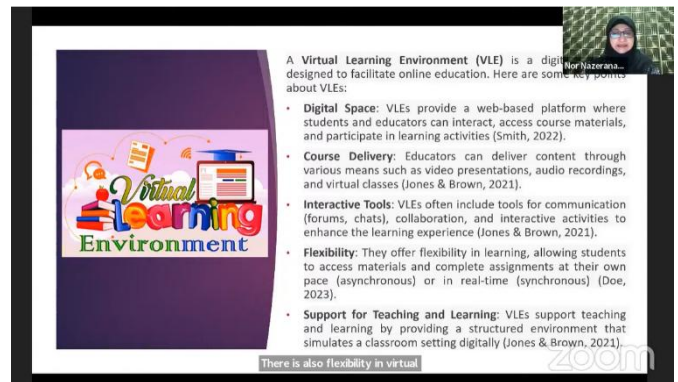 Virtual
Learning
Environment
A Virtual Learning Environment (VLE) is a digit
designed to facilitate online education. Here are some key points
about VLEs:
• Digital Space: VLEs provide a web-based platform where
students and educators can interact, access course materials,
and participate in learning activities (Smith, 2022).
• Course Delivery: Educators can deliver content through
various means such as video presentations, audio recordings,
and virtual classes (Jones & Brown, 2021).
• Interactive Tools: VLEs often include tools for communication
(forums, chats), collaboration, and interactive activities to
enhance the learning experience (Jones & Brown, 2021).
• Flexibility: They offer flexibility in learning, allowing students
to access materials and complete assignments at their own
pace (asynchronous) or in real-time (synchronous) (Doe,
2023).
• Support for Teaching and Learning: VLEs support teaching
and learning by providing a structured environment that
simulates a classroom setting digitally (Jones & Brown, 2021).
Nor Nazerana...
There is also flexibility in virtual
zoom